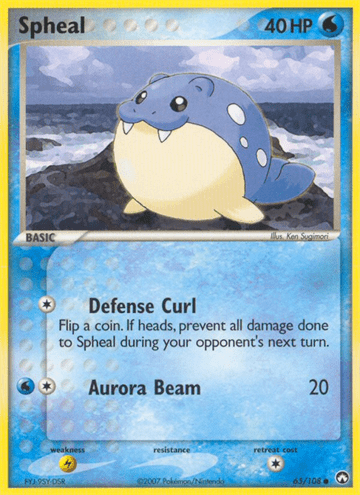 Spheal 40 HP
BASIC Illus. Ken Sugimori
Defense Curl
Flip a coin. If heads, prevent all damage done
to Spheal during your opponent's next turn.
Aurora Beam 20
weakness resistance retreat cost
©2007 Pokémon/Nintendo 63/108